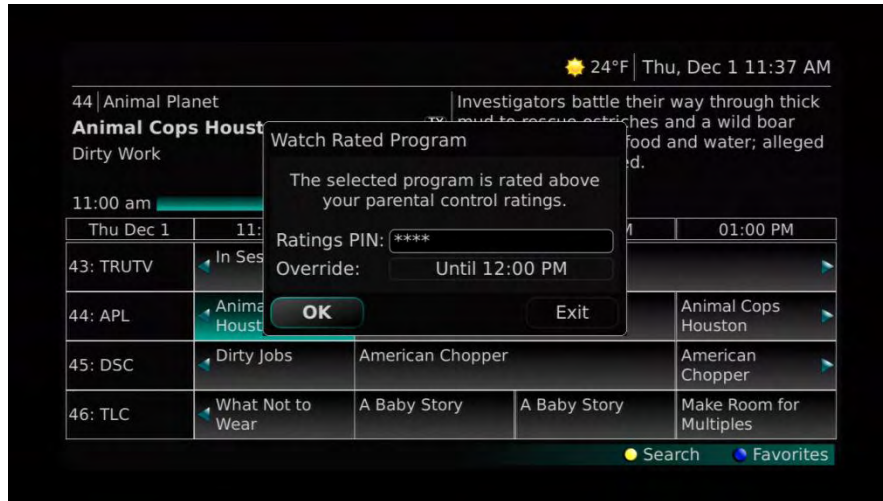 24°F Thu, Dec 1 11:37 AM
44 Animal Planet
Animal Cops Houst
Dirty Work
11:00 am
Investigators battle their way through thick
mud to rescue ostriches and a wild boar
food and water; alleged
ed.
Watch Rated Program
The selected program is rated above
your parental control ratings.
Ratings PIN: ****
Override: Until 12:00 PM
OK Exit
Thu Dec 1 11: 01:00 PM
43: TRUTV In Ses
44: APL Anima
Houst
Animal Cops
Houston
45: DSC Dirty Jobs American Chopper American
Chopper
46: TLC What Not to
Wear
A Baby Story A Baby Story Make Room for
Multiples
Search Favorites